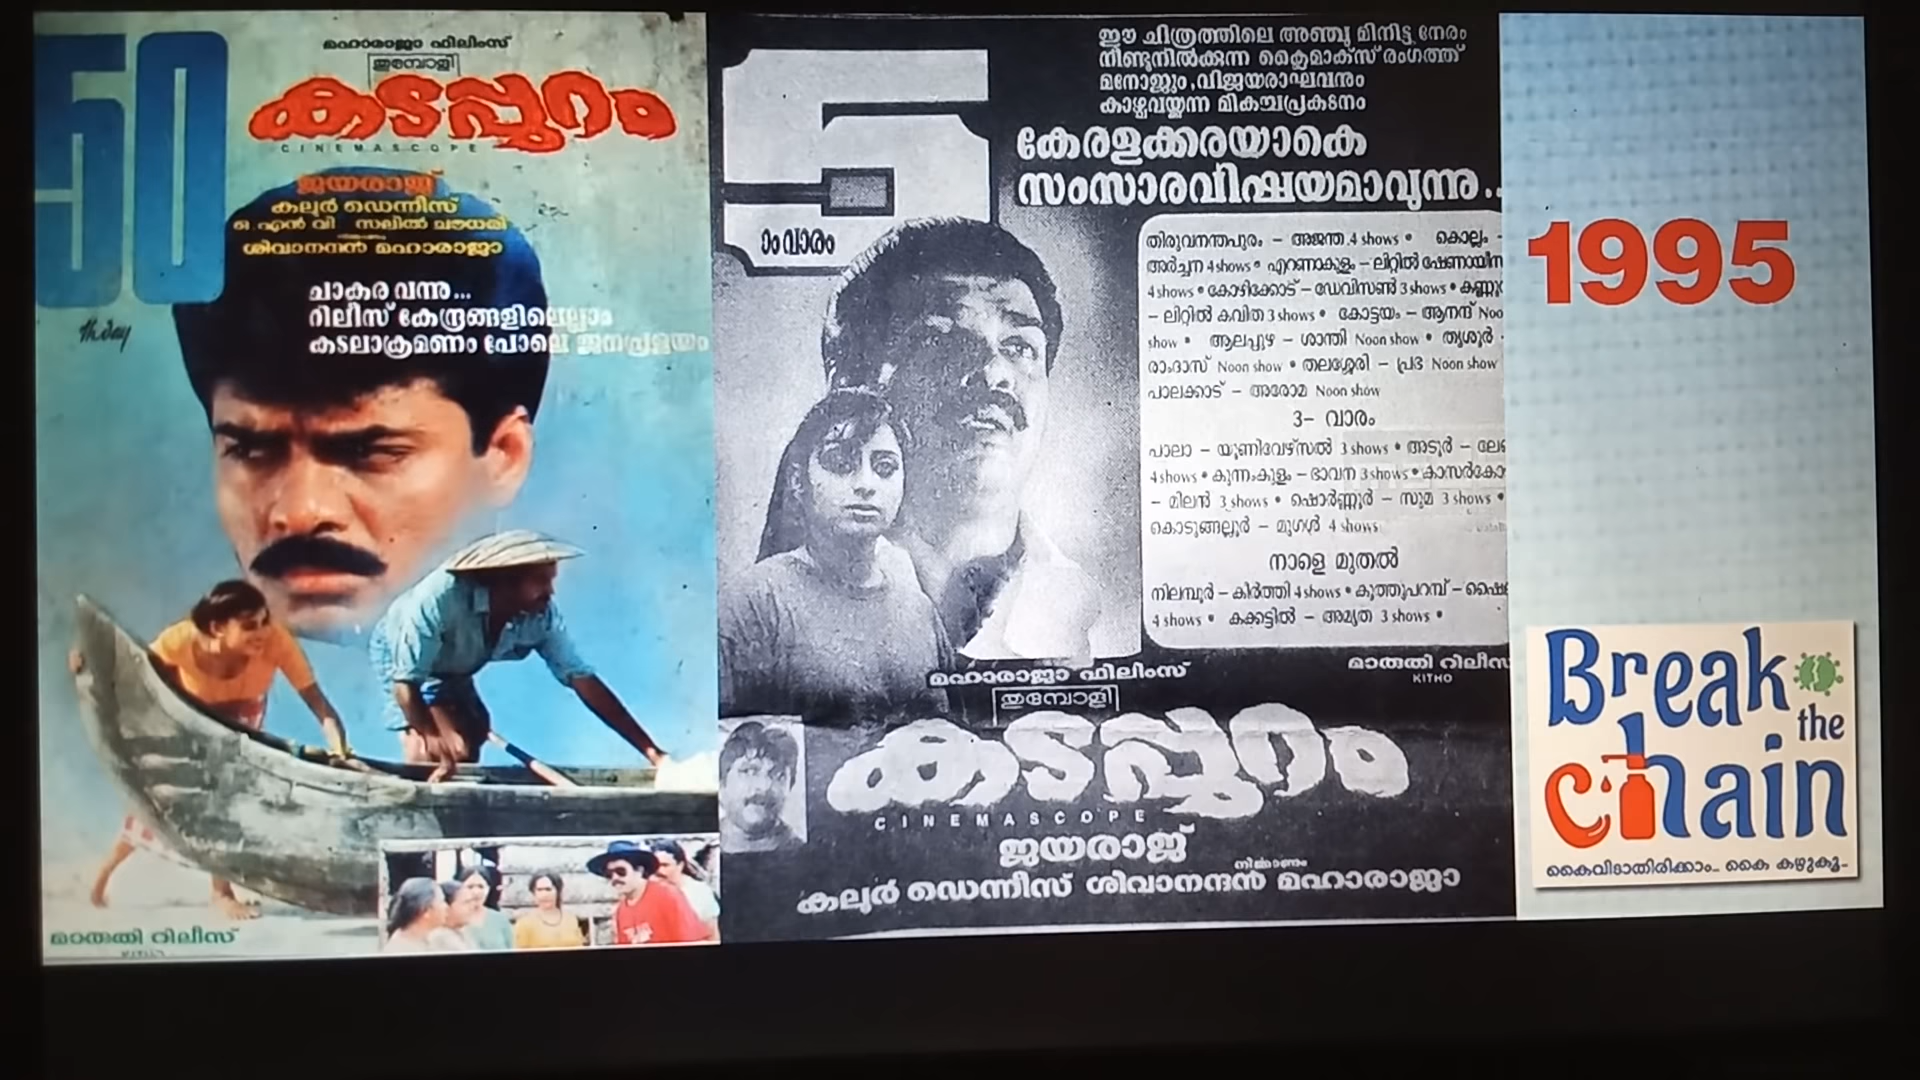 50
th day
മഹാരാജാ ഫിലിംസ്
തുമ്പോളി
കടപ്പുറം
CINEMASCOPE
ജയരാജ്
കലൂർ ഡെന്നീസ്
ഒ.എൻ.വി സലിൽ ചൗധരി
ശിവാനന്ദൻ മഹാരാജാ
ചാകര വന്നു...
റിലീസ് കേന്ദ്രങ്ങളിലെല്ലാം
കടലാക്രമണം പോലെ ജനപ്രളയം
മാരുതി റിലീസ്
ഈ ചിത്രത്തിലെ അഞ്ചു മിനിട്ടു നേരം
നീണ്ടുനിൽക്കുന്ന ക്ലൈമാക്സ് രംഗത്ത്
മനോജും, വിജയരാഘവനും
കാഴ്ചവയ്ക്കുന്ന മികച്ചപ്രകടനം
5
ാം വാരം
കേരളക്കരയാകെ
സംസാരവിഷയമാവുന്നു..
തിരുവനന്തപുരം – അജന്ത 4 shows • കൊല്ലം -
അർച്ചന 4 shows • എറണാകുളം – ലിറ്റിൽ ഷേണായീസ
4 shows • കോഴിക്കോട് – ഡേവിസൺ 3 shows • കണ്ണൂ
– ലിറ്റിൽ കവിത 3 shows • കോട്ടയം – ആനന്ദ് Noo
show • ആലപ്പുഴ – ശാന്തി Noon show • തൃശൂർ -
രാംദാസ് Noon show • തലശ്ശേരി – പ്രഭ Noon show
പാലക്കാട് – അരോമ Noon show
3– വാരം
പാലാ – യൂണിവേഴ്സൽ 3 shows • അടൂർ –
4 shows • കുന്നംകുളം – ഭാവന 3 shows • കാസർകോ
– മിലൻ 3 shows • ഷൊർണ്ണൂർ – സുമ 3 shows •
കൊടുങ്ങല്ലൂർ – മുഗൾ 4 shows
നാളെ മുതൽ
നിലമ്പൂർ – കീർത്തി 4 shows • കൂത്തുപറമ്പ് –
4 shows • കക്കട്ടിൽ – അമൃത 3 shows •
മഹാരാജാ ഫിലിംസ്
മാരുതി റിലീസ
KITHO
തുമ്പോളി
കടപ്പുറം
CINEMASCOPE
ജയരാജ്
നിർമ്മാണം
കലൂർ ഡെന്നീസ് ശിവാനന്ദൻ മഹാരാജാ
1995
Break
the
chain
കൈവിടാതിരിക്കാം.. കൈ കഴുകൂ..